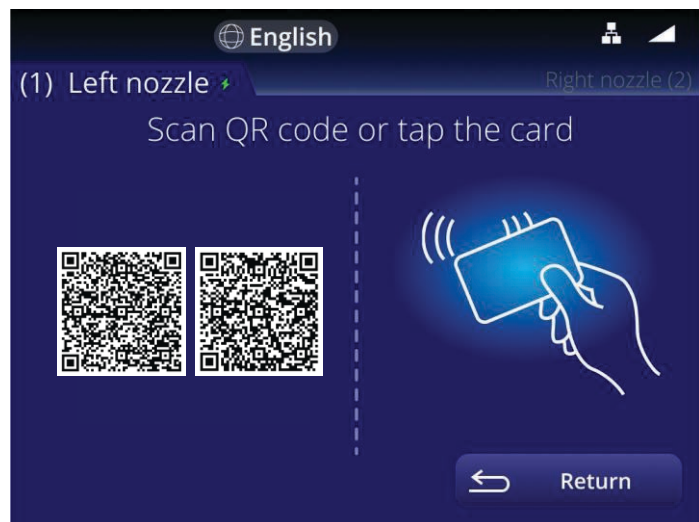 English
(1) Left nozzle
Right nozzle (2)
Scan QR code or tap the card
Return